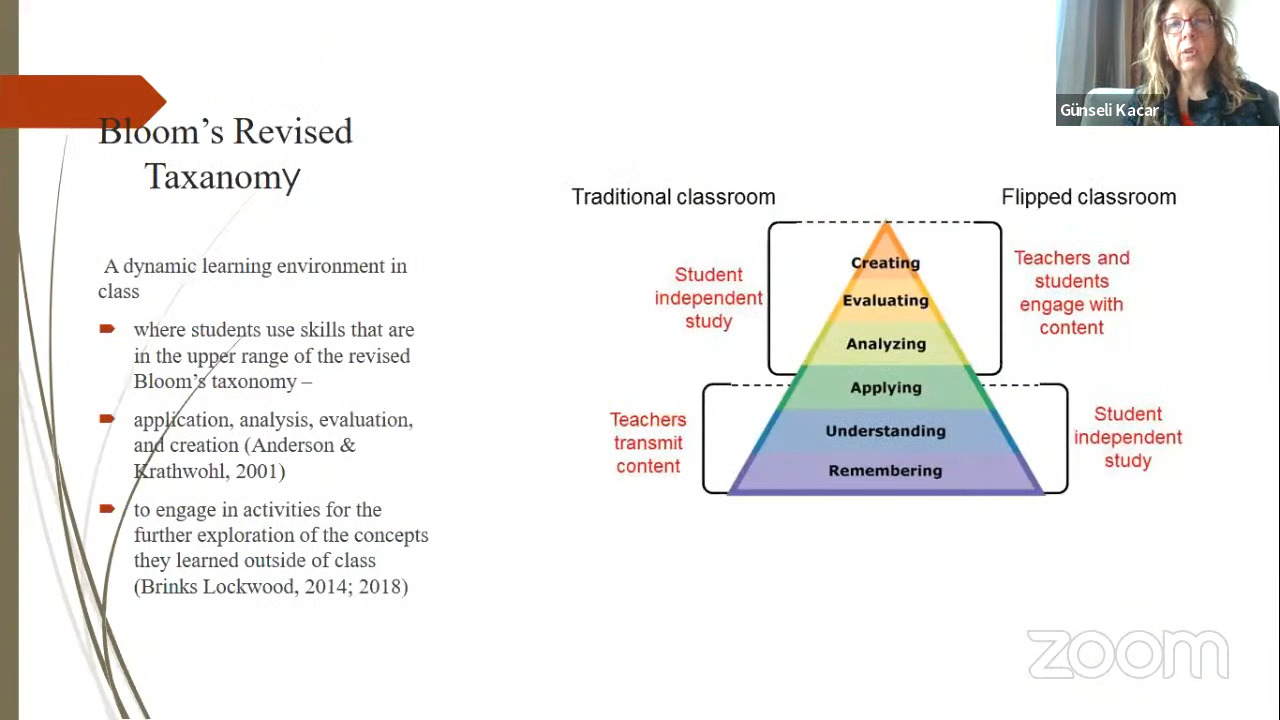 Bloom's Revised
Taxanomy
A dynamic learning environment in
class
where students use skills that are
in the upper range of the revised
Bloom's taxonomy –
application, analysis, evaluation,
and creation (Anderson &
Krathwohl, 2001)
to engage in activities for the
further exploration of the concepts
they learned outside of class
(Brinks Lockwood, 2014; 2018)
Günseli Kacar
Traditional classroom
Flipped classroom
Student
independent
study
Teachers
transmit
content
Creating
Evaluating
Analyzing
Applying
Understanding
Remembering
Teachers and
students
engage with
content
Student
independent
study
zoom